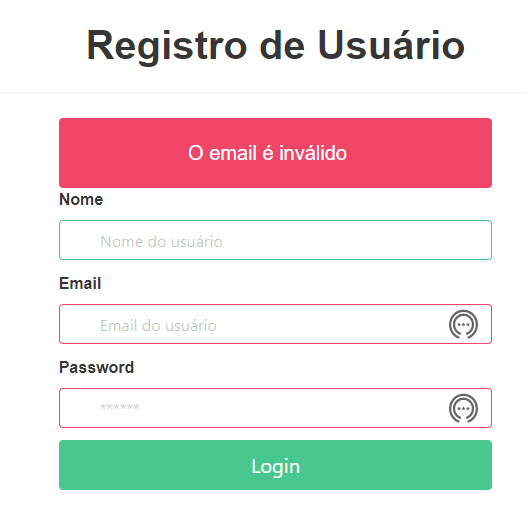 Registro de Usuário
O email é inválido
Nome
Nome do usuário
Email
Email do usuário
Password
******
Login